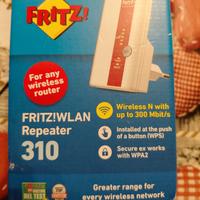 FRITZ!
For any
wireless
router
FRITZ!WLAN
Repeater
310
Wireless N with
up to 300 Mbit/s
Installed at the push
of a button (WPS)
Secure ex works
with WPA2
Greater range for
every wireless network